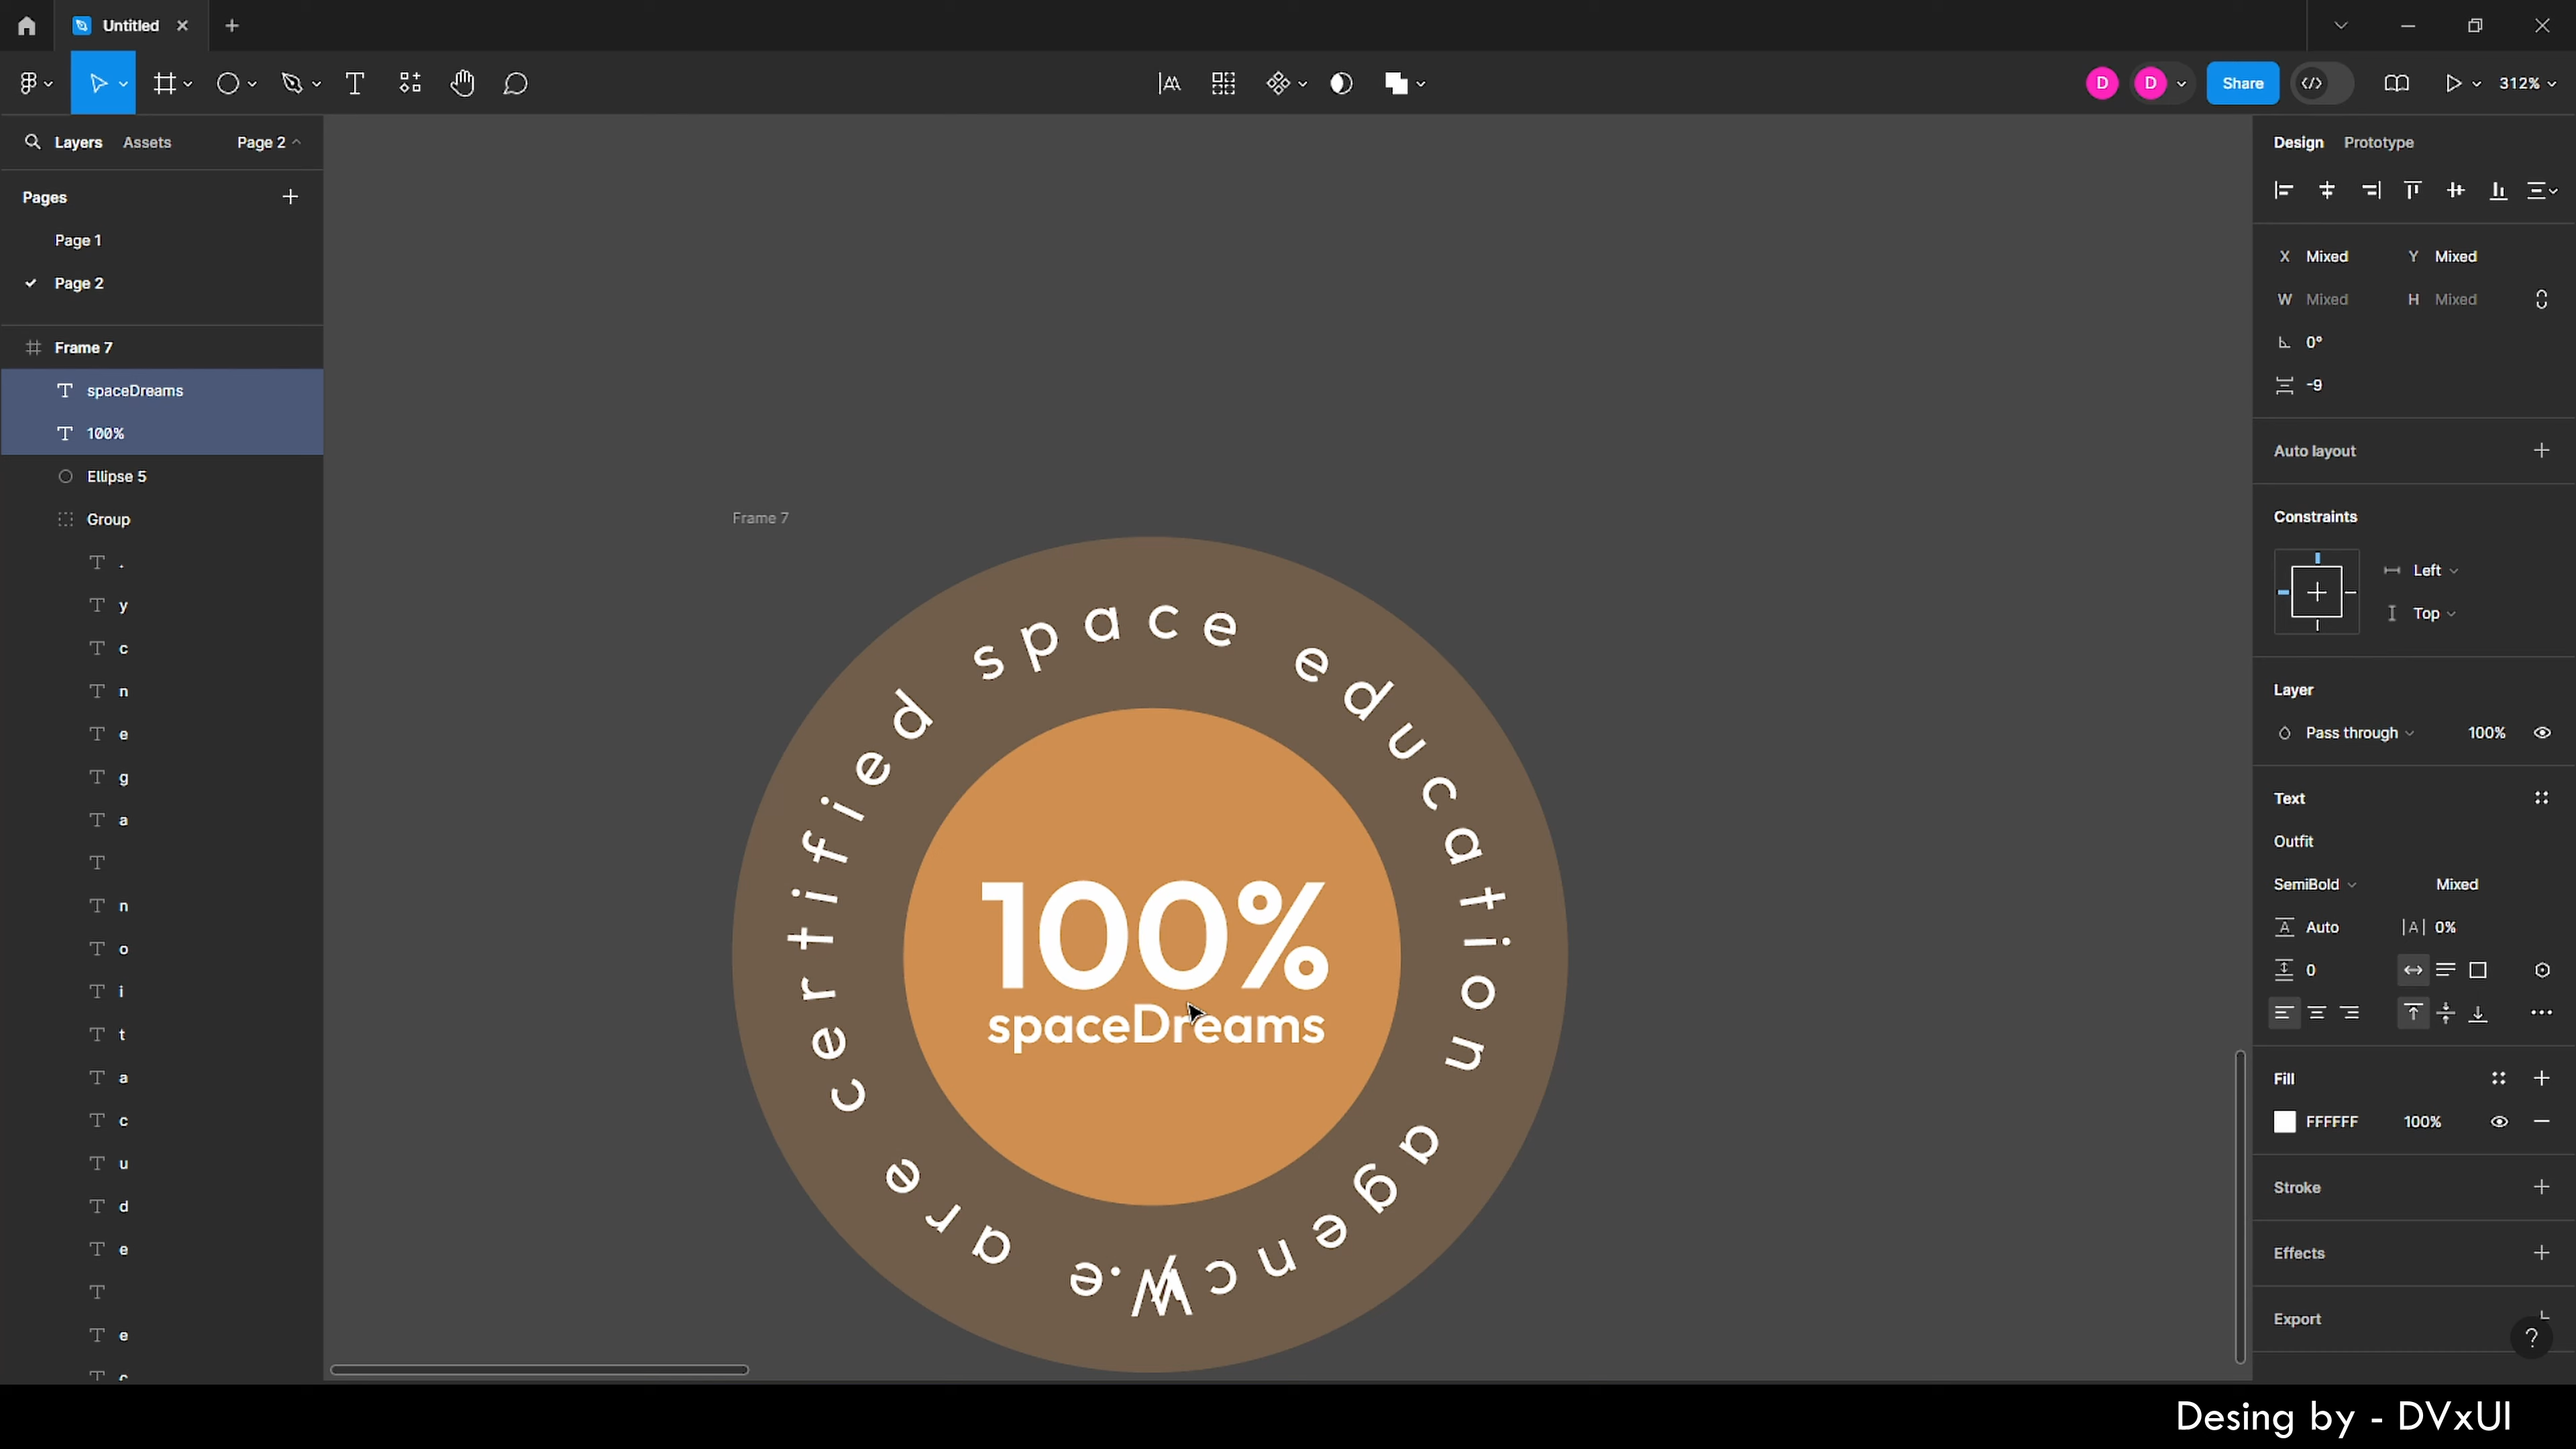 Untitled
Share
312%
Layers Assets Page 2
Pages
Page 1
Page 2
Frame 7
spaceDreams
100%
Ellipse 5
Group
.
y
c
n
e
g
a
n
o
i
t
a
c
u
d
e
e
c
Frame 7
We are certified space education agency.
100%
spaceDreams
D D
Design Prototype
X Mixed Y Mixed
W Mixed H Mixed
0°
-9
Auto layout
Constraints
Left
Top
Layer
Pass through 100%
Text
Outfit
SemiBold Mixed
Auto 0%
0
Fill
FFFFFF 100%
Stroke
Effects
Export
?
Desing by - DVxUI